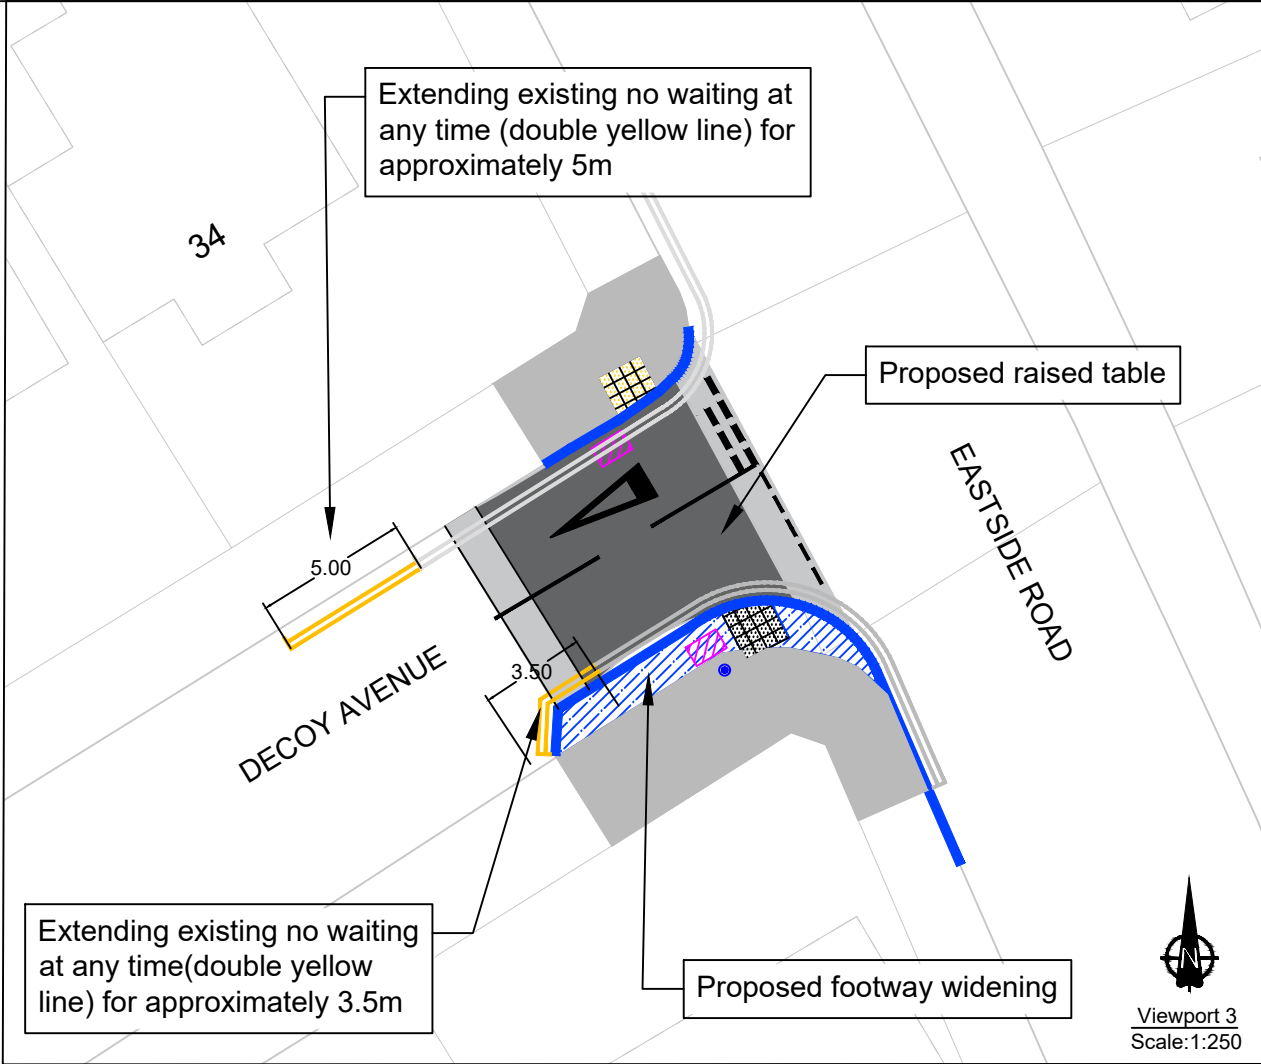 Extending existing no waiting at
any time (double yellow line) for
approximately 5m
34
Proposed raised table
EASTSIDE ROAD
5.00
3.50
DECOY AVENUE
Extending existing no waiting
at any time(double yellow
line) for approximately 3.5m
Proposed footway widening
N
Viewport 3
Scale:1:250